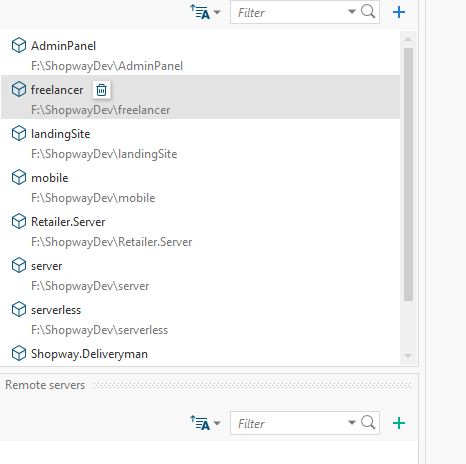 Filter
AdminPanel
F:\ShopwayDev\AdminPanel
freelancer
F:\ShopwayDev\freelancer
landingSite
F:\ShopwayDev\landingSite
mobile
F:\ShopwayDev\mobile
Retailer.Server
F:\ShopwayDev\Retailer.Server
server
F:\ShopwayDev\server
serverless
F:\ShopwayDev\serverless
Shopway.Deliveryman
Remote servers
Filter